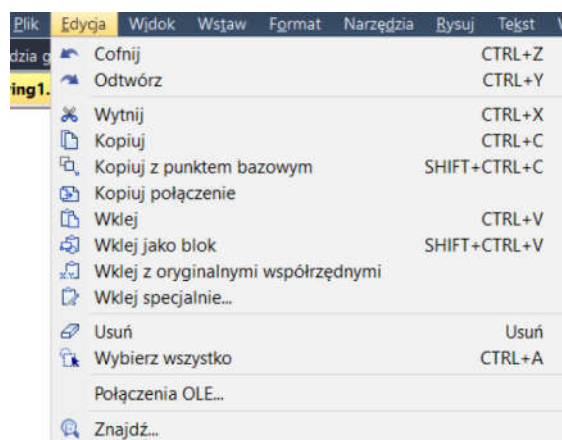 Plik Edycja Widok Wstaw Format Narzędzia Rysuj Tekst
dzia g
ing1.
Cofnij CTRL+Z
Odtwórz CTRL+Y
Wytnij CTRL+X
Kopiuj CTRL+C
Kopiuj z punktem bazowym SHIFT+CTRL+C
Kopiuj połączenie
Wklej CTRL+V
Wklej jako blok SHIFT+CTRL+V
Wklej z oryginalnymi współrzędnymi
Wklej specjalnie...
Usuń Usuń
Wybierz wszystko CTRL+A
Połączenia OLE...
Znajdź...